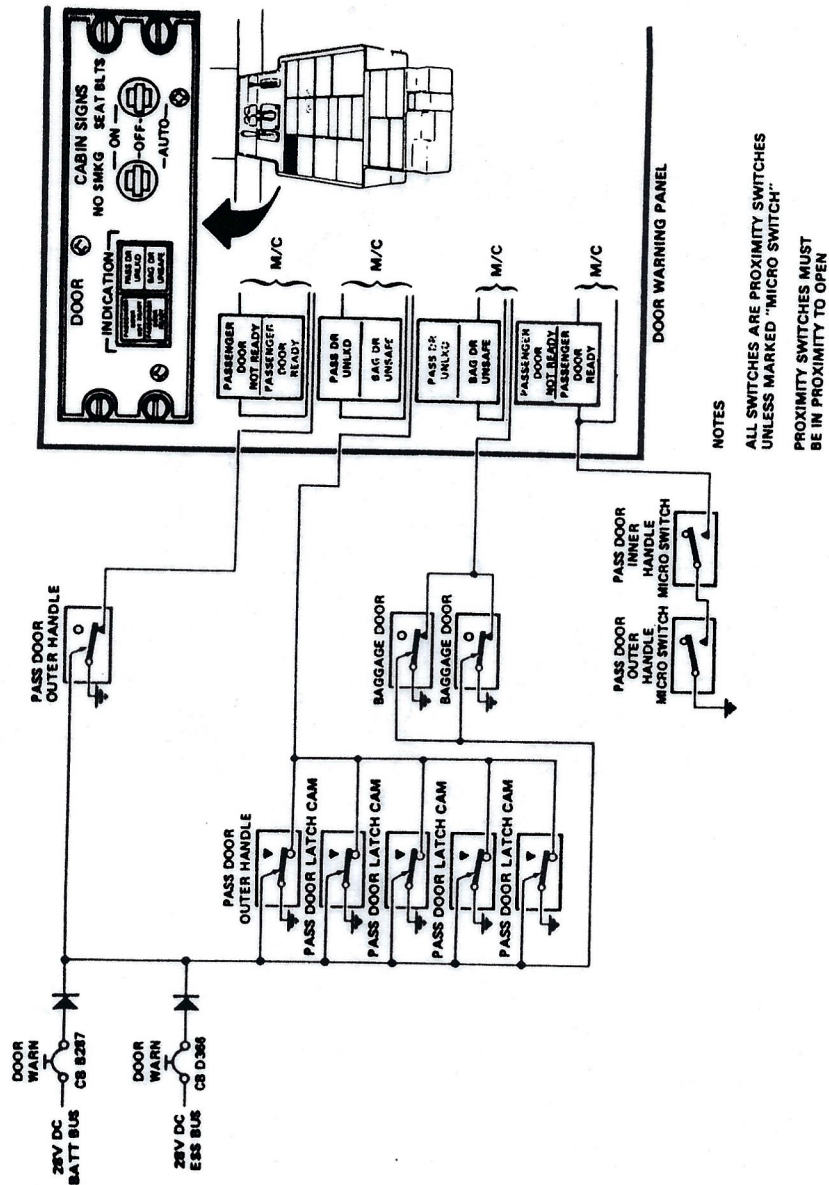 28V DC
BATT BUS
DOOR
WARN
CB B287
28V DC
ESS BUS
DOOR
WARN
CB D366
PASS DOOR
OUTER HANDLE
PASS DOOR
OUTER HANDLE
PASS DOOR LATCH CAM
PASS DOOR LATCH CAM
PASS DOOR LATCH CAM
PASS DOOR LATCH CAM
BAGGAGE DOOR
BAGGAGE DOOR
PASS DOOR
OUTER
HANDLE
MICRO SWITCH
PASS DOOR
INNER
HANDLE
MICRO SWITCH
DOOR
INDICATION
PASS DR
UNLKD
BAG DR
UNSAFE
CABIN SIGNS
NO SMKG SEAT BLTS
ON
OFF
AUTO
PASSENGER
DOOR
NOT READY
PASSENGER
DOOR
READY
M/C
PASS DR
UNLKD
BAG DR
UNSAFE
M/C
PASS DR
UNLKD
BAG DR
UNSAFE
M/C
PASSENGER
DOOR
NOT READY
PASSENGER
DOOR
READY
M/C
DOOR WARNING PANEL
NOTES
ALL SWITCHES ARE PROXIMITY SWITCHES
UNLESS MARKED "MICRO SWITCH"
PROXIMITY SWITCHES MUST
BE IN PROXIMITY TO OPEN